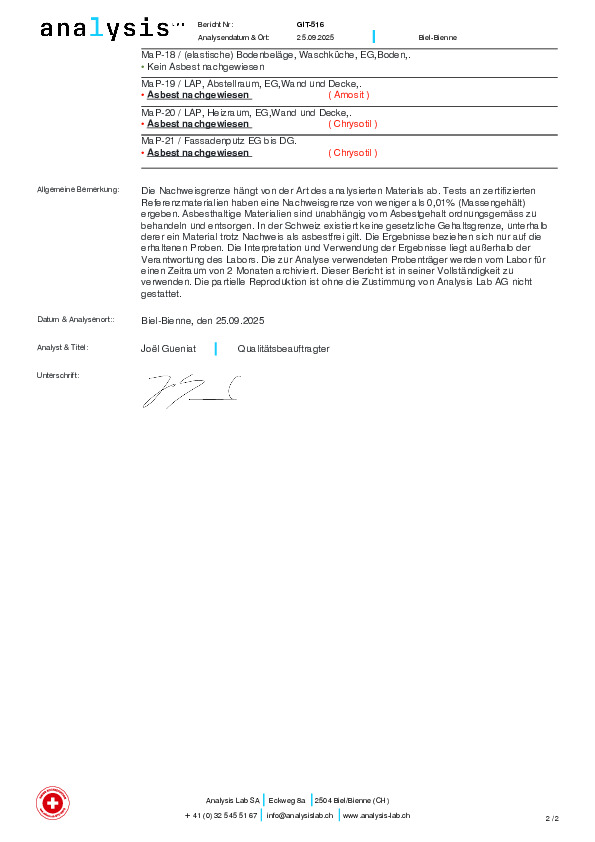 analysis
Bericht Nr: GIT-516
Analysendatum & Ort: 25.09.2025 Biel-Bienne
MaP-18 / (elastische) Bodenbeläge, Waschküche, EG,Boden,.
• Kein Asbest nachgewiesen
MaP-19 / LAP, Abstellraum, EG,Wand und Decke,.
• Asbest nachgewiesen ( Amosit )
MaP-20 / LAP, Heizraum, EG,Wand und Decke,.
• Asbest nachgewiesen ( Chrysotil )
MaP-21 / Fassadenputz EG bis DG.
• Asbest nachgewiesen ( Chrysotil )
Allgemeine Bemerkung:
Die Nachweisgrenze hängt von der Art des analysierten Materials ab. Tests an zertifizierten
Referenzmaterialien haben eine Nachweisgrenze von weniger als 0,01% (Massengehält)
ergeben. Asbesthaltige Materialien sind unabhängig vom Asbestgehalt ordnungsgemäss zu
behandeln und entsorgen. In der Schweiz existiert keine gesetzliche Gehaltsgrenze, unterhalb
derer ein Material trotz Nachweis als asbestfrei gilt. Die Ergebnisse beziehen sich nur auf die
erhaltenen Proben. Die Interpretation und Verwendung der Ergebnisse liegt außerhalb der
Verantwortung des Labors. Die zur Analyse verwendeten Probenträger werden vom Labor für
einen Zeitraum von 2 Monaten archiviert. Dieser Bericht ist in seiner Vollständigkeit zu
verwenden. Die partielle Reproduktion ist ohne die Zustimmung von Analysis Lab AG nicht
gestattet.
Datum & Analysenort::
Biel-Bienne, den 25.09.2025
Analyst & Titel:
Joël Gueniat Qualitätsbeauftragter
Unterschrift:
Analysis Lab SA Eckweg 8a 2504 Biel/Bienne (CH)
+ 41 (0) 32 545 51 67 info@analysislab.ch www.analysis-lab.ch
2 / 2